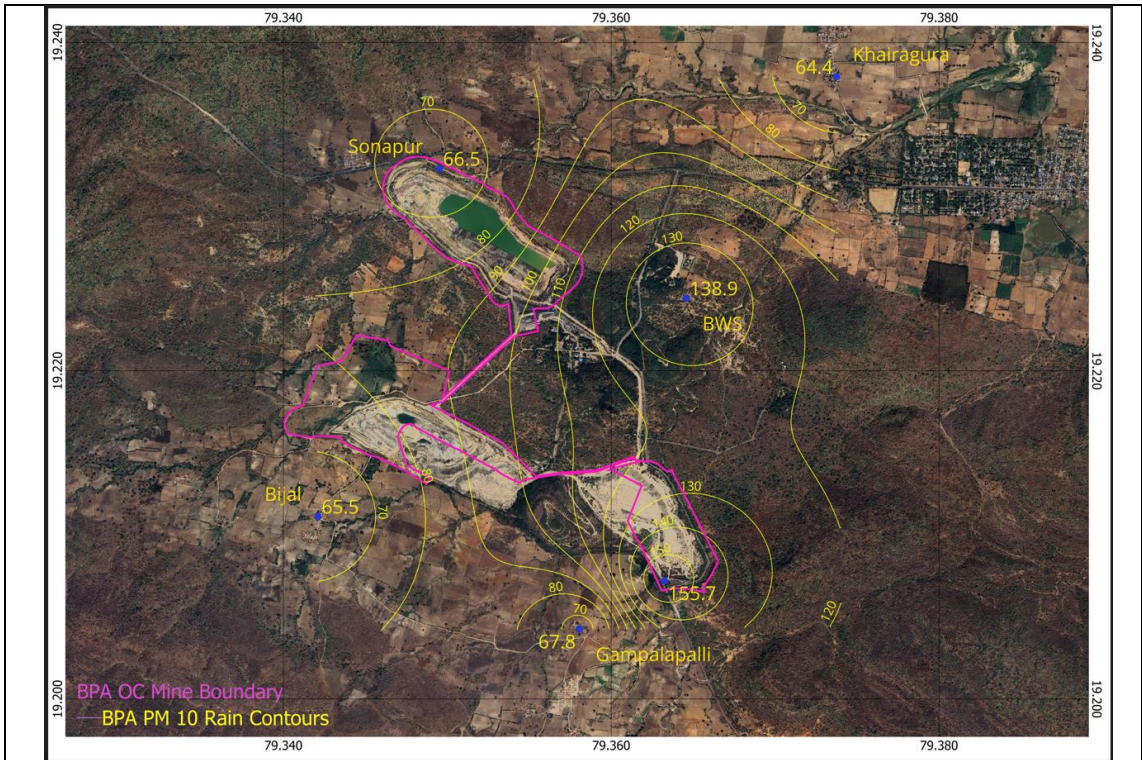 79.340 79.360 79.380
19.240 19.240
Khairagura
64.4
70
80
70
Sonapur
66.5
80
90
100
110
120
130
138.9
BWS
19.220 19.220
Bijal
65.5
70
80
130
140
150
155.7
80
70
67.8
Gampalapalli
120
BPA OC Mine Boundary
BPA PM 10 Rain Contours
19.200 19.200
79.340 79.360 79.380